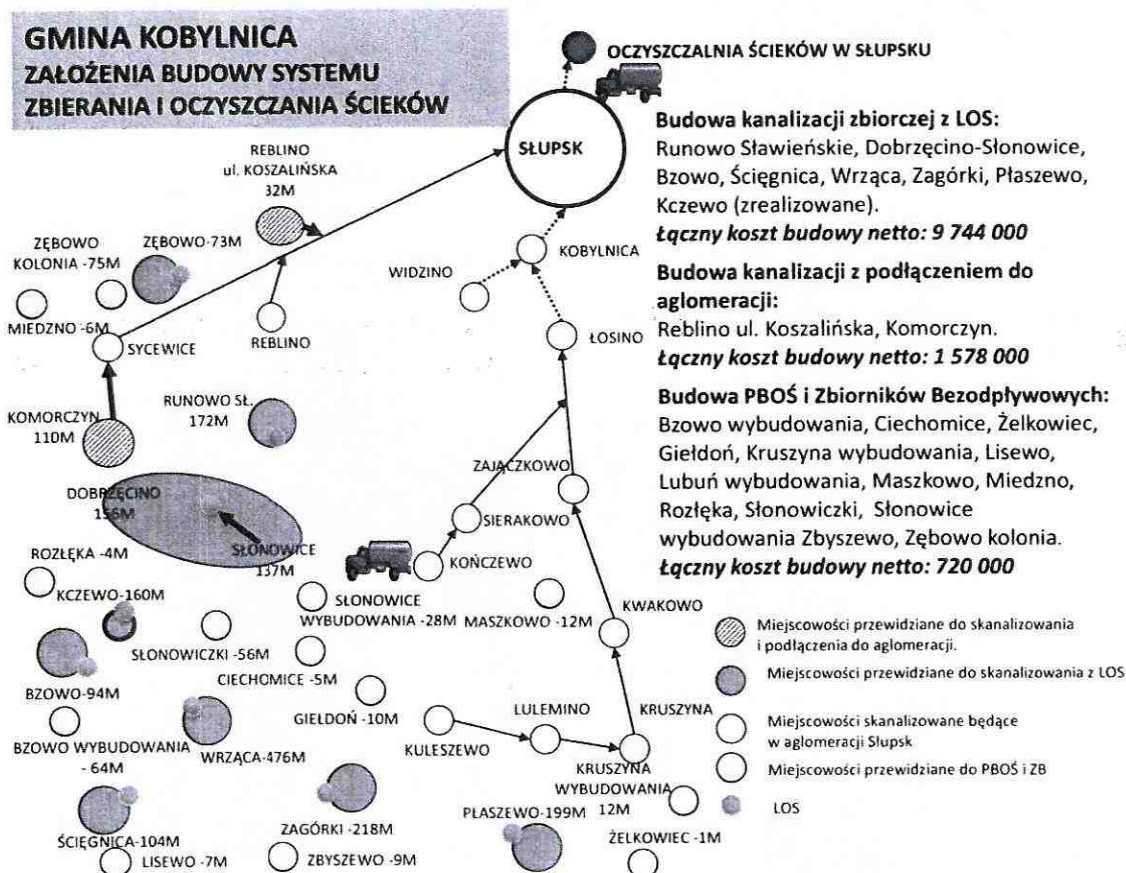 GMINA KOBYLNICA
ZAŁOŻENIA BUDOWY SYSTEMU
ZBIERANIA I OCZYSZCZANIA ŚCIEKÓW
OCZYSZCZALNIA ŚCIEKÓW W SŁUPSKU
SŁUPSK
REBLINO
ul. KOSZALIŃSKA
32M
ZĘBOWO
KOLONIA -75M
ZĘBOWO-73M
MIEDZNO -6M
SYCEWICE
REBLINO
WIDZINO
KOBYLNICA
ŁOSINO
KOMORCZYN
110M
RUNOWO SŁ.
172M
DOBRZĘCINO
156M
SŁONOWICE
137M
ZAJĄCZKOWO
SIERAKOWO
KOŃCZEWO
ROZŁĘKA -4M
KCZEWO-160M
SŁONOWICE
WYBUDOWANIA -28M
MASZKOWO -12M
KWAKOWO
SŁONOWICZKI -56M
CIECHOMICE -5M
BZOWO-94M
GIEŁDOŃ -10M
LULEMINO
KRUSZYNA
BZOWO WYBUDOWANIA
- 64M
WRZĄCA-476M
KULESZEWO
KRUSZYNA
WYBUDOWANIA
12M
ŚCIĘGNICA-104M
ZAGÓRKI -218M
PŁASZEWO-199M
ŻELKOWIEC -1M
LISEWO -7M
ZBYSZEWO -9M
Budowa kanalizacji zbiorczej z LOS:
Runowo Sławieńskie, Dobrzęcino-Słonowice,
Bzowo, Ścięgnica, Wrząca, Zagórki, Płaszewo,
Kczewo (zrealizowane).
Łączny koszt budowy netto: 9 744 000
Budowa kanalizacji z podłączeniem do
aglomeracji:
Reblino ul. Koszalińska, Komorczyn.
Łączny koszt budowy netto: 1 578 000
Budowa PBOŚ i Zbiorników Bezodpływowych:
Bzowo wybudowania, Ciechomice, Żelkowiec,
Giełdoń, Kruszyna wybudowania, Lisewo,
Lubuń wybudowania, Maszkowo, Miedzno,
Rozłęka, Słonowiczki, Słonowice
wybudowania Zbyszewo, Zębowo kolonia.
Łączny koszt budowy netto: 720 000
Miejscowości przewidziane do skanalizowania
i podłączenia do aglomeracji.
Miejscowości przewidziane do skanalizowania z LOS
Miejscowości skanalizowane będące
w aglomeracji Słupsk
Miejscowości przewidziane do PBOŚ i ZB
LOS